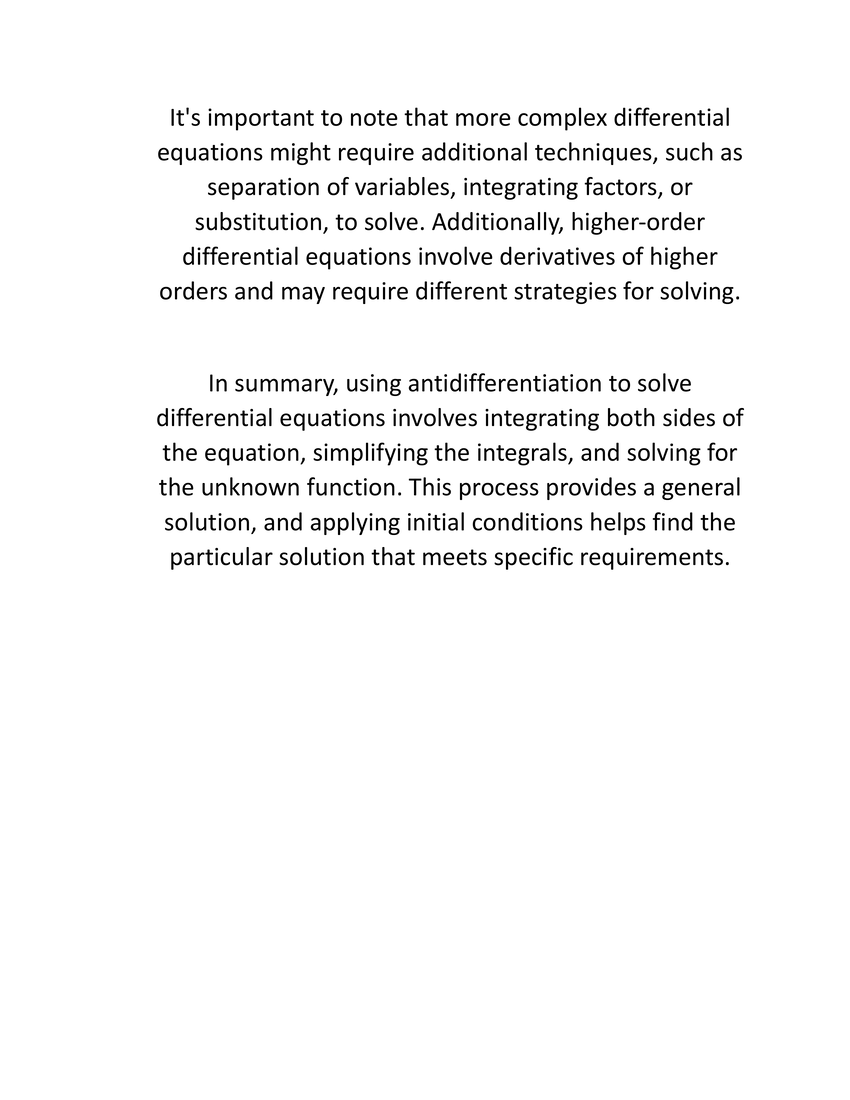 It's important to note that more complex differential
equations might require additional techniques, such as
separation of variables, integrating factors, or
substitution, to solve. Additionally, higher-order
differential equations involve derivatives of higher
orders and may require different strategies for solving.
In summary, using antidifferentiation to solve
differential equations involves integrating both sides of
the equation, simplifying the integrals, and solving for
the unknown function. This process provides a general
solution, and applying initial conditions helps find the
particular solution that meets specific requirements.